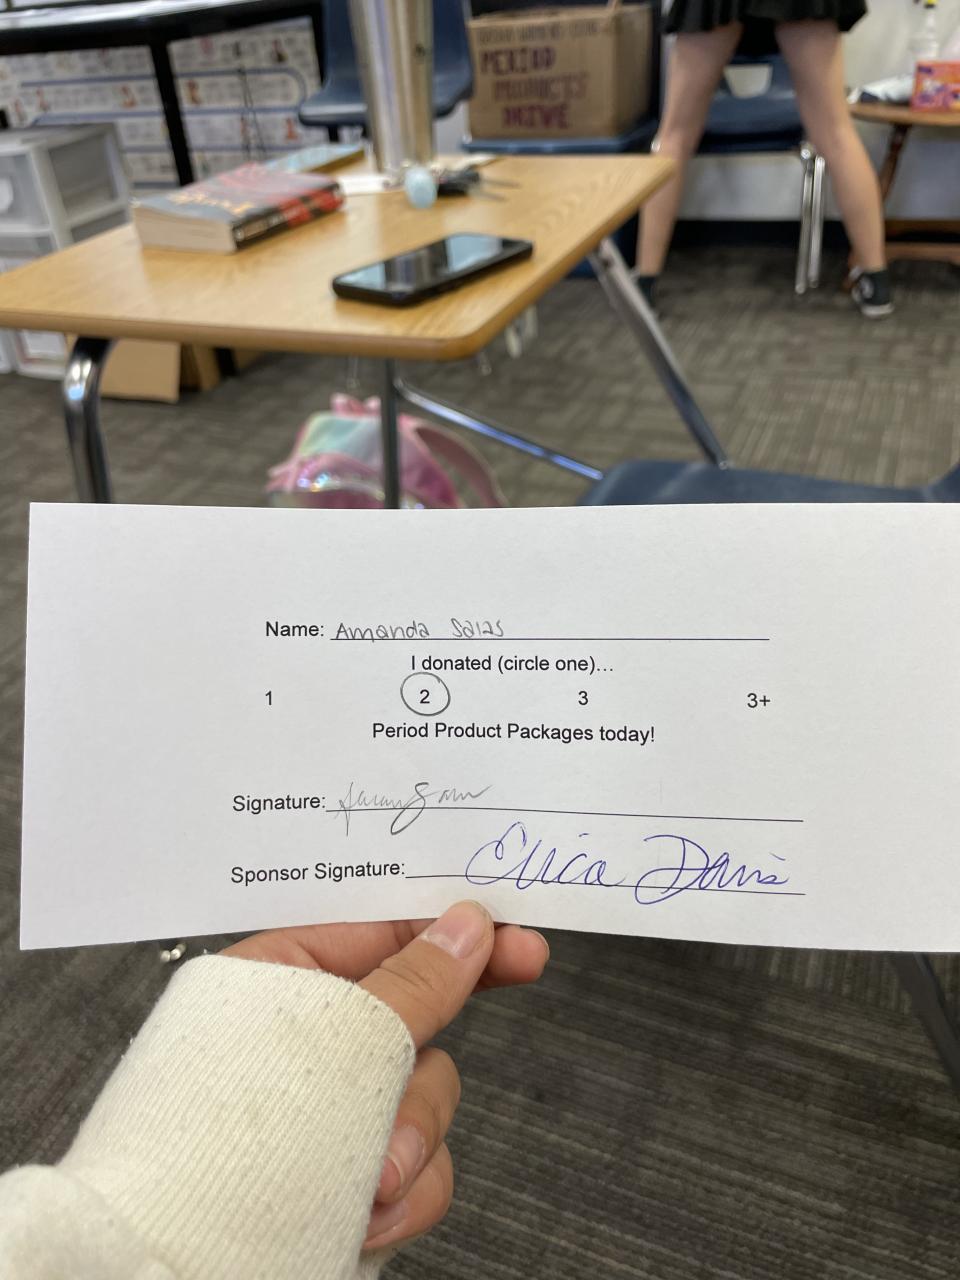 PERIOD
PRODUCTS
DRIVE
Name: Amanda Salas
I donated (circle one)...
1 2 3 3+
Period Product Packages today!
Signature:
Sponsor Signature: Erica Davis